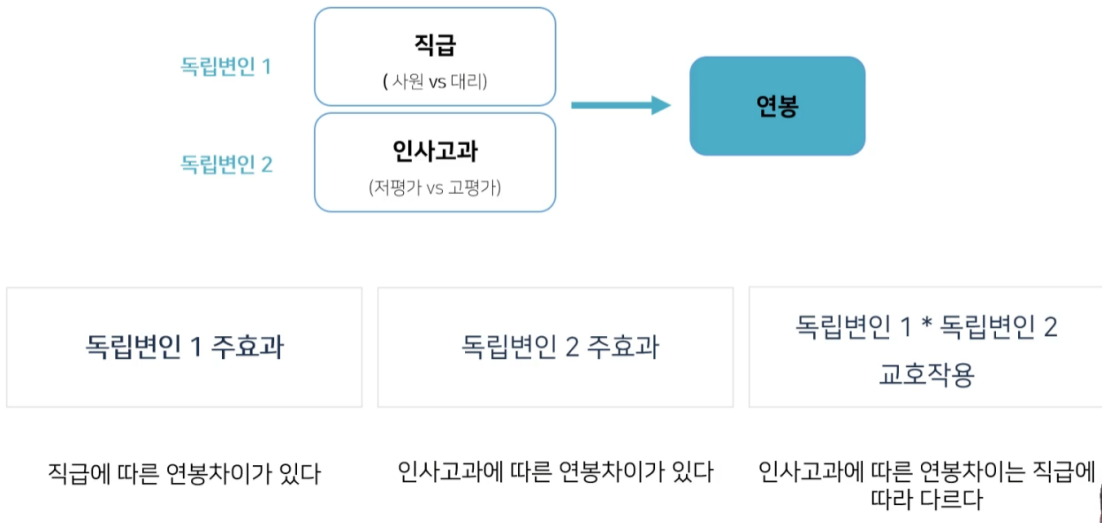 독립변인 1
직급
( 사원 vs 대리)
독립변인 2
인사고과
(저평가 vs 고평가)
연봉
독립변인 1 주효과
독립변인 2 주효과
독립변인 1 * 독립변인 2
교호작용
직급에 따른 연봉차이가 있다
인사고과에 따른 연봉차이가 있다
인사고과에 따른 연봉차이는 직급에
따라 다르다